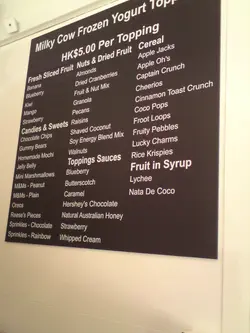 Milky Cow Frozen Yogurt
HK$5.00 Per Topping
Fresh Sliced Fruit
Banana
Blueberry
Kiwi
Mango
Strawberry
Candies & Sweets
Chocolate Chips
Gummy Bears
Homemade Mochi
Jelly Belly
Mini Marshmallows
M&Ms - Peanut
M&Ms - Plain
Oreos
Reese's Pieces
Sprinkles - Chocolate
Sprinkles - Rainbow
Nuts & Dried Fruit
Almonds
Dried Cranberries
Fruit & Nut Mix
Granola
Pecans
Raisins
Shaved Coconut
Soy Energy Blend Mix
Walnuts
Toppings Sauces
Blueberry
Butterscotch
Caramel
Hershey's Chocolate
Natural Australian Honey
Strawberry
Whipped Cream
Cereal
Apple Jacks
Apple Oh's
Captain Crunch
Cheerios
Cinnamon Toast Crunch
Coco Pops
Froot Loops
Fruity Pebbles
Lucky Charms
Rice Krispies
Fruit in Syrup
Lychee
Nata De Coco